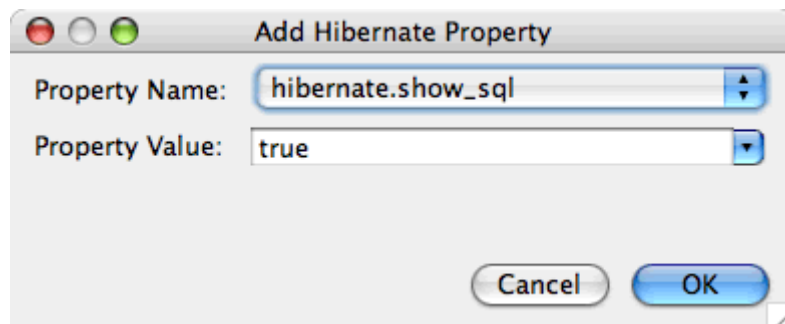 Add Hibernate Property
Property Name: hibernate.show_sql
Property Value: true
Cancel OK